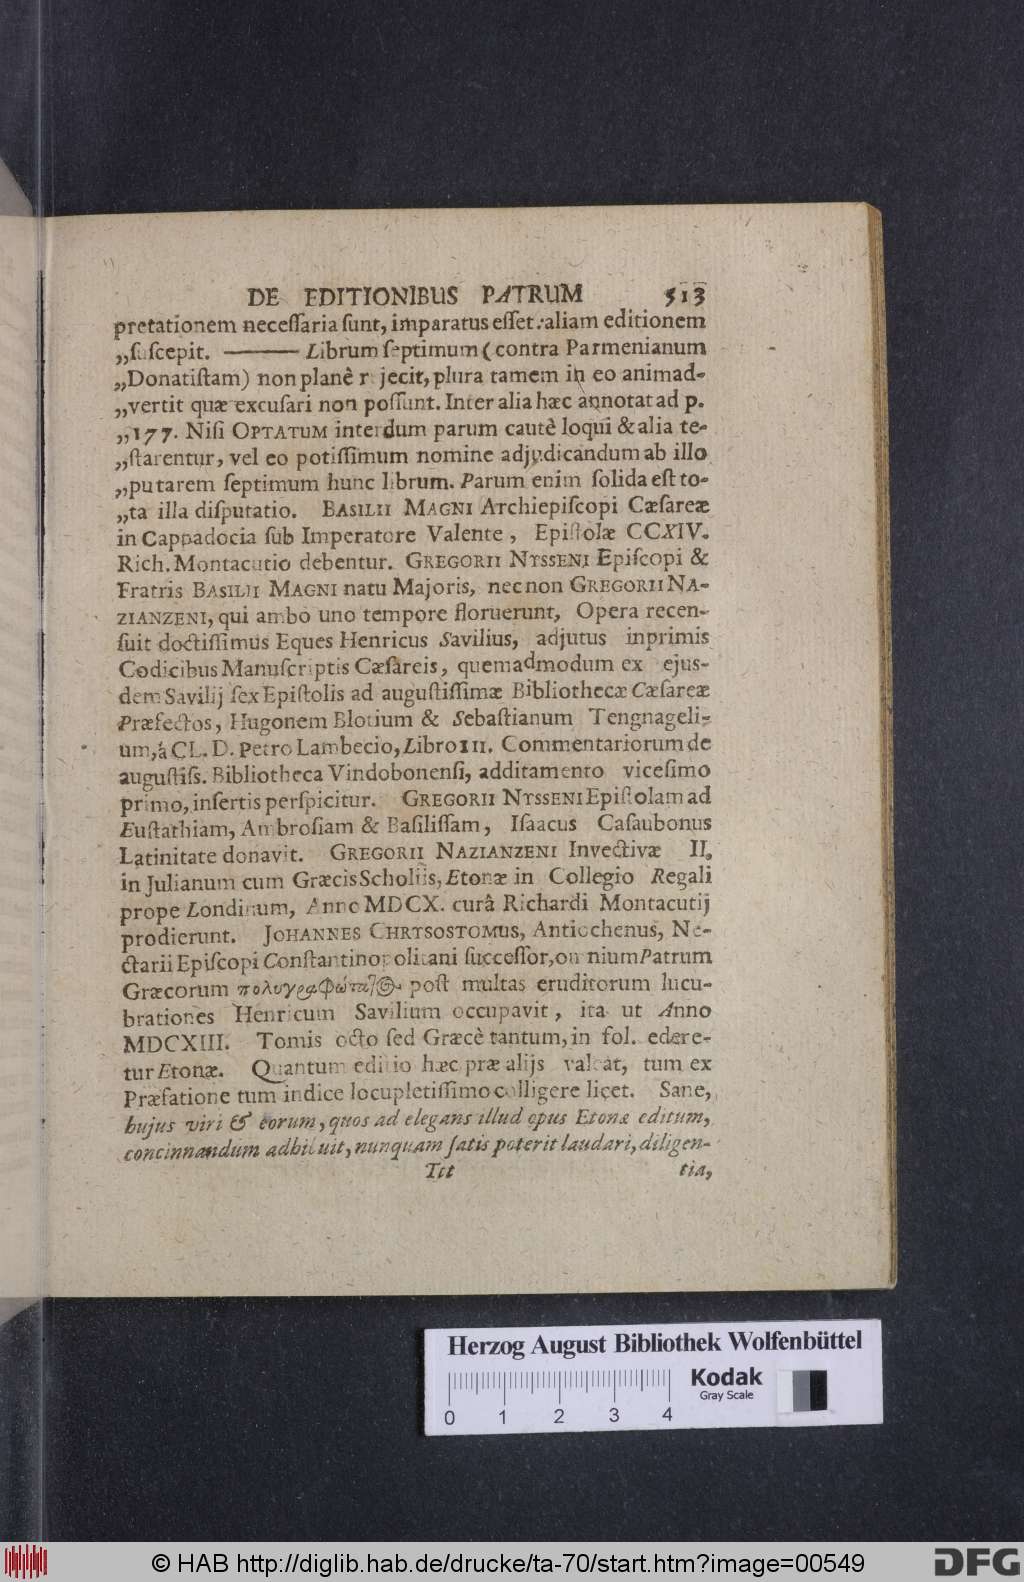 DE EDITIONIBUS PATRUM 513
pretationem necessaria sunt, imparatus esset: aliam editionem
„suscepit. ——— Librum septimum (contra Parmenianum
„Donatistam) non planè rejecit, plura tamem in eo animad-
„vertit quæ excusari non possunt. Inter alia hæc annotat ad p.
„177. Nisi OPTATUM interdum parum cautè loqui & alia te-
„starentur, vel eo potissimum nomine adjudicandum ab illo
„putarem septimum hunc librum. Parum enim solida est to-
„ta illa disputatio. BASILII MAGNI Archiepiscopi Cæsareæ
in Cappadocia sub Imperatore Valente, Epistolæ CCXIV.
Rich. Montacutio debentur. GREGORII NYSSENI Episcopi &
Fratris BASILII MAGNI natu Majoris, nec non GREGORII NA-
ZIANZENI, qui ambo uno tempore floruerunt, Opera recen-
suit doctissimus Eques Henricus Savilius, adjutus inprimis
Codicibus Manuscriptis Cæsareis, quemadmodum ex ejus-
dem Savilij sex Epistolis ad augustissimæ Bibliothecæ Cæsareæ
Præfectos, Hugonem Blotium & Sebastianum Tengnageli-
um, á CL. D. Petro Lambecio, Libro III. Commentariorum de
augustiss. Bibliotheca Vindobonensi, additamento vicesimo
primo, insertis perspicitur. GREGORII NYSSENI Epistolam ad
Eustathiam, Ambrosiam & Basilissam, Isaacus Casaubonus
Latinitate donavit. GREGORII NAZIANZENI Invectivæ II.
in Julianum cum Græcis Scholiis, Etonæ in Collegio Regali
prope Londinum, Anno MDCX. curâ Richardi Montacutij
prodierunt. JOHANNES CHRYSOSTOMUS, Antiochenus, Ne-
ctarii Episcopi Constantinopolitani successor, omnium Patrum
Græcorum πολυγραφώτατος post multas eruditorum lucu-
brationes Henricum Savilium occupavit, ita ut Anno
MDCXIII. Tomis octo sed Græcè tantum, in fol. edere-
tur Etonæ. Quantum editio hæc præ alijs valeat, tum ex
Præfatione tum indice locupletissimo colligere licet. Sane,
hujus viri & eorum, quos ad elegans illud opus Etonæ editum,
concinnandum adhibuit, nunquam satis poterit laudari, diligen-
Ttt tia,
Herzog August Bibliothek Wolfenbüttel
Kodak
Gray Scale
0 1 2 3 4
© HAB http://diglib.hab.de/drucke/ta-70/start.htm?image=00549
DFG